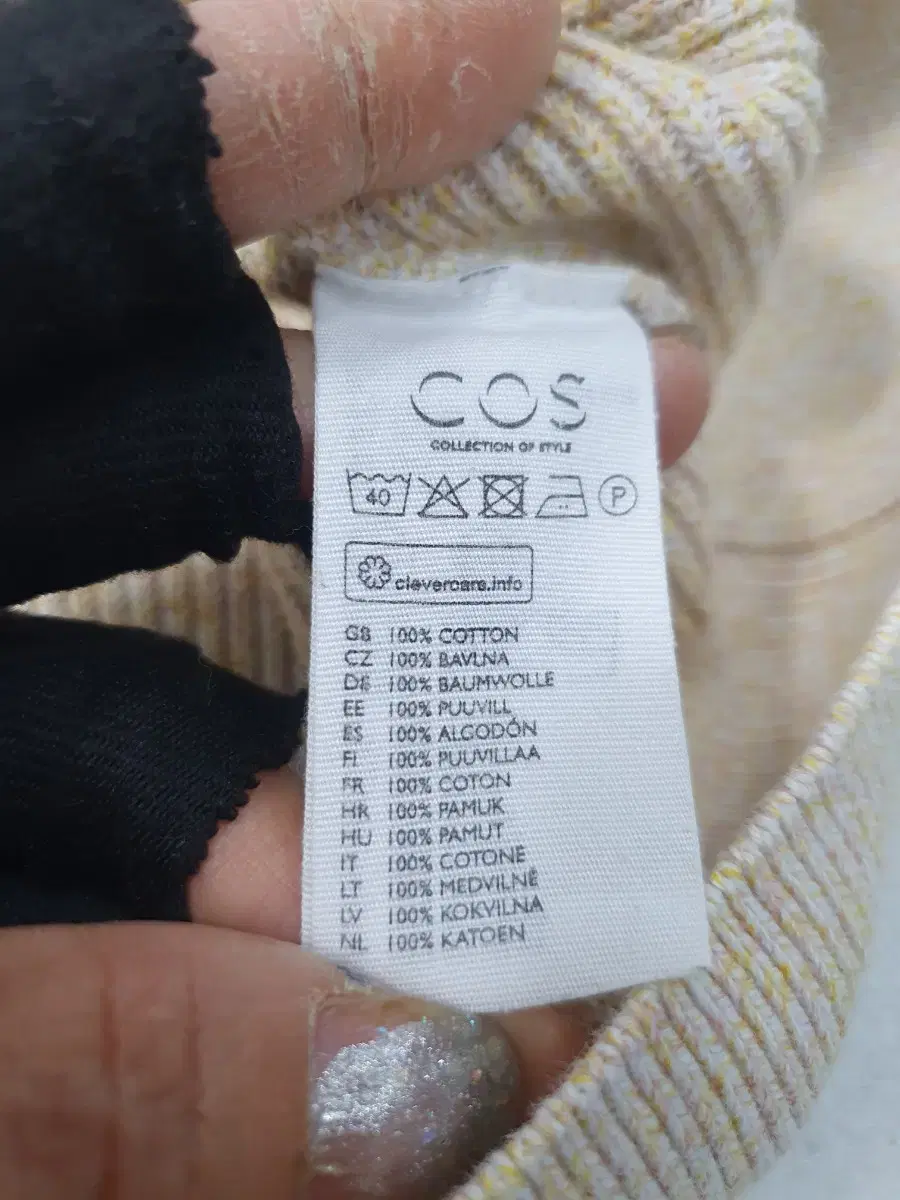 COS
COLLECTION OF STYLE
40 P
clevercare.info
GB 100% COTTON
CZ 100% BAVLNA
DE 100% BAUMWOLLE
EE 100% PUUVILL
ES 100% ALGODÓN
FI 100% PUUVILLAA
FR 100% COTON
HR 100% PAMUK
HU 100% PAMUT
IT 100% COTONE
LT 100% MEDVILNĖ
LV 100% KOKVILNA
NL 100% KATOEN